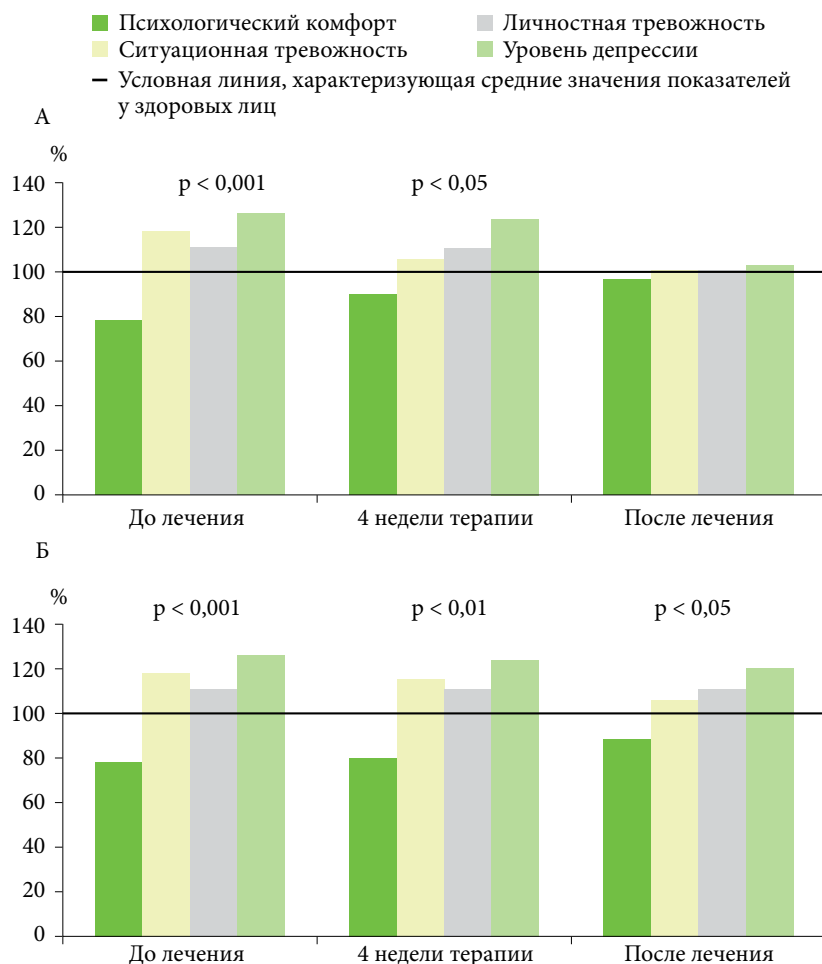 Психологический комфорт
Личностная тревожность
Ситуационная тревожность
Уровень депрессии
Условная линия, характеризующая средние значения показателей
у здоровых лиц
А
%
p < 0,001
p < 0,05
140
120
100
80
60
40
20
0
До лечения
4 недели терапии
После лечения
Б
%
p < 0,001
p < 0,01
p < 0,05
140
120
100
80
60
40
20
0
До лечения
4 недели терапии
После лечения